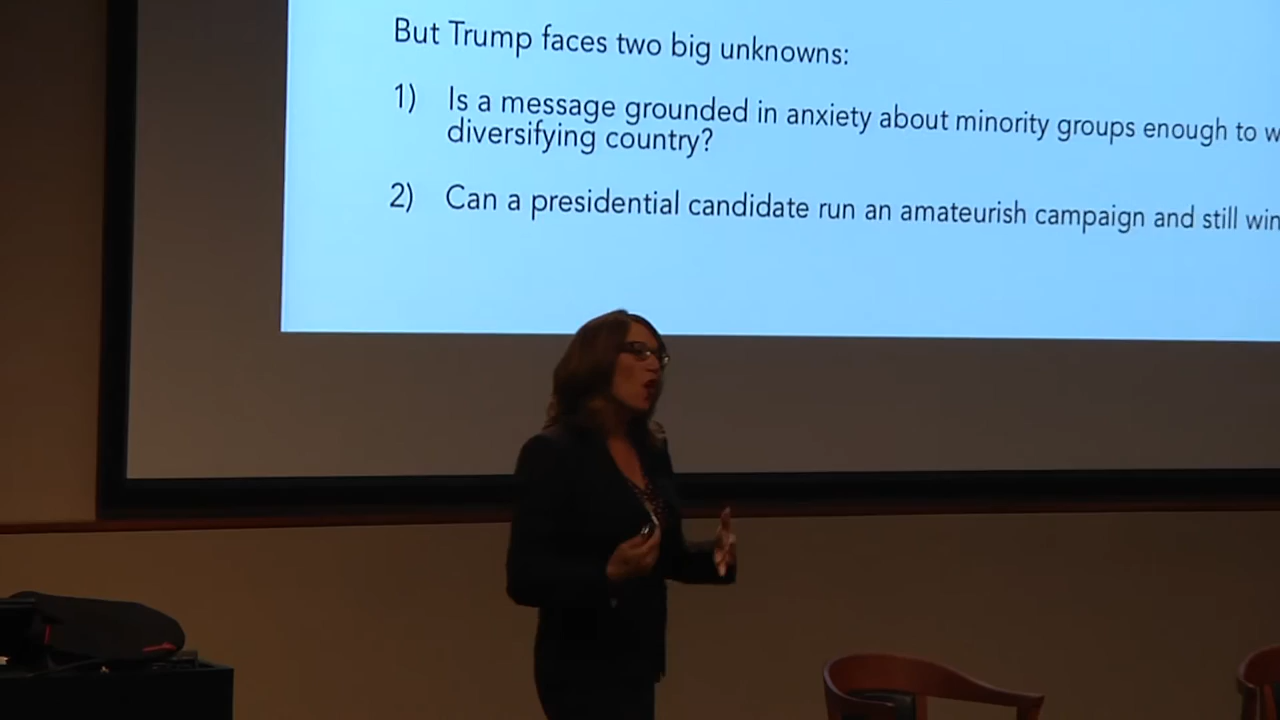 But Trump faces two big unknowns:
1) Is a message grounded in anxiety about minority groups enough to
diversifying country?
2) Can a presidential candidate run an amateurish campaign and still win